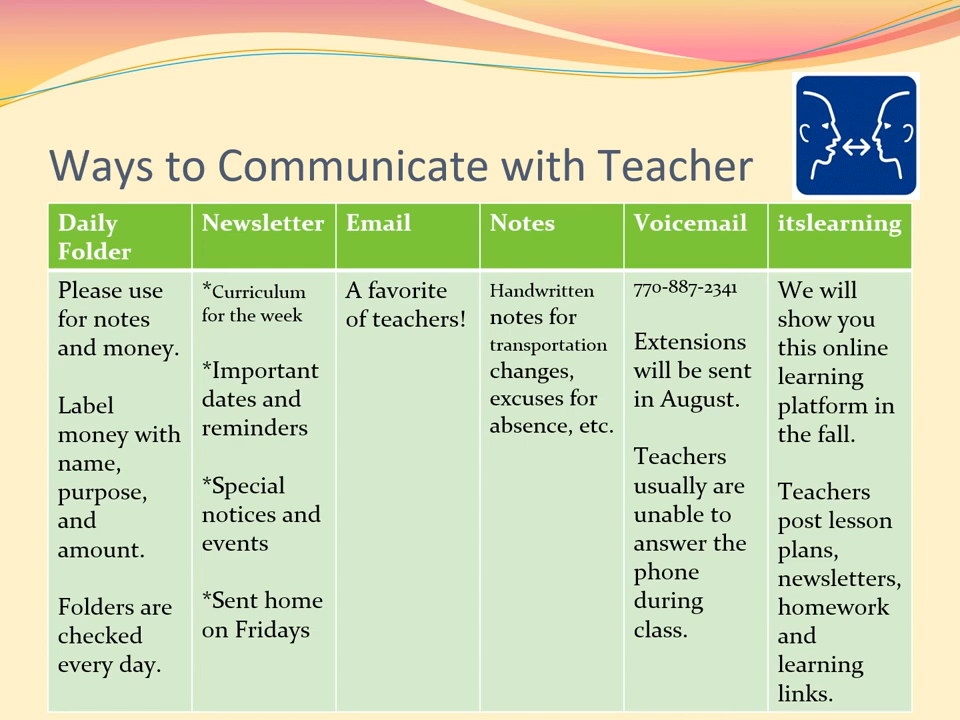 Ways to Communicate with Teacher
Daily
Folder
Newsletter
Email
Notes
Voicemail
itslearning
Please use
for notes
and money.
Label
money with
name,
purpose,
and
amount.
Folders are
checked
every day.
*Curriculum
for the week
*Important
dates and
reminders
*Special
notices and
events
*Sent home
on Fridays
A favorite
of teachers!
Handwritten
notes for
transportation
changes,
excuses for
absence, etc.
770-887-2341
Extensions
will be sent
in August.
Teachers
usually are
unable to
answer the
phone
during
class.
We will
show you
this online
learning
platform in
the fall.
Teachers
post lesson
plans,
newsletters,
homework
and
learning
links.